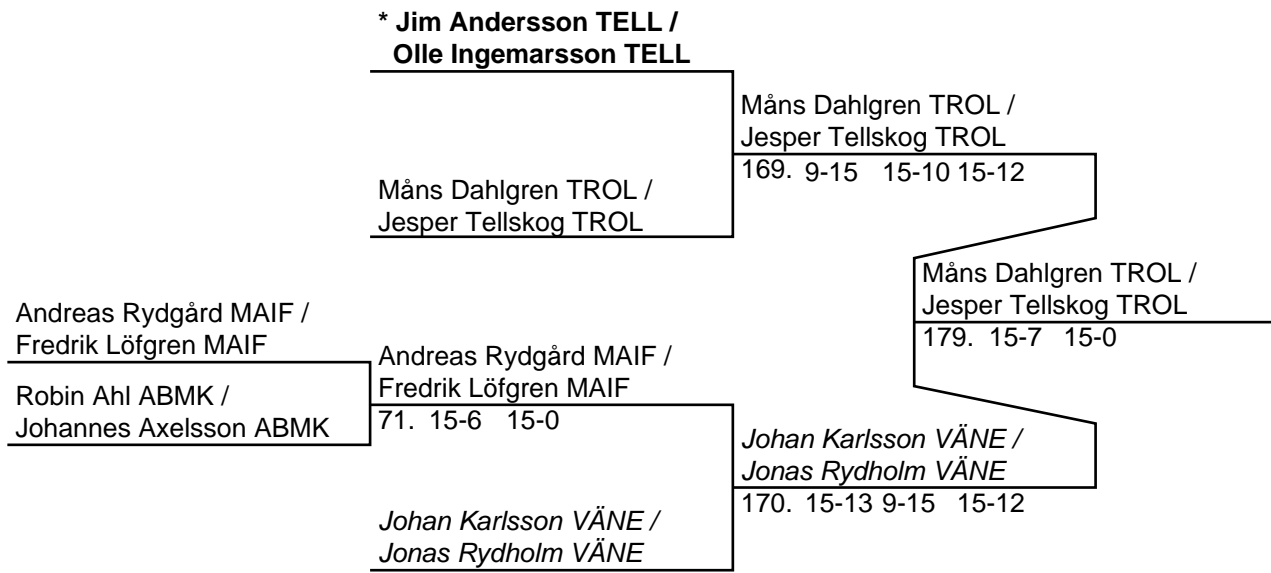 * Jim Andersson TELL /
Olle Ingemarsson TELL
Måns Dahlgren TROL /
Jesper Tellskog TROL
169. 9-15 15-10 15-12
Måns Dahlgren TROL /
Jesper Tellskog TROL
Måns Dahlgren TROL /
Jesper Tellskog TROL
179. 15-7 15-0
Andreas Rydgård MAIF /
Fredrik Löfgren MAIF
Andreas Rydgård MAIF /
Fredrik Löfgren MAIF
71. 15-6 15-0
Robin Ahl ABMK /
Johannes Axelsson ABMK
Johan Karlsson VÄNE /
Jonas Rydholm VÄNE
170. 15-13 9-15 15-12
Johan Karlsson VÄNE /
Jonas Rydholm VÄNE